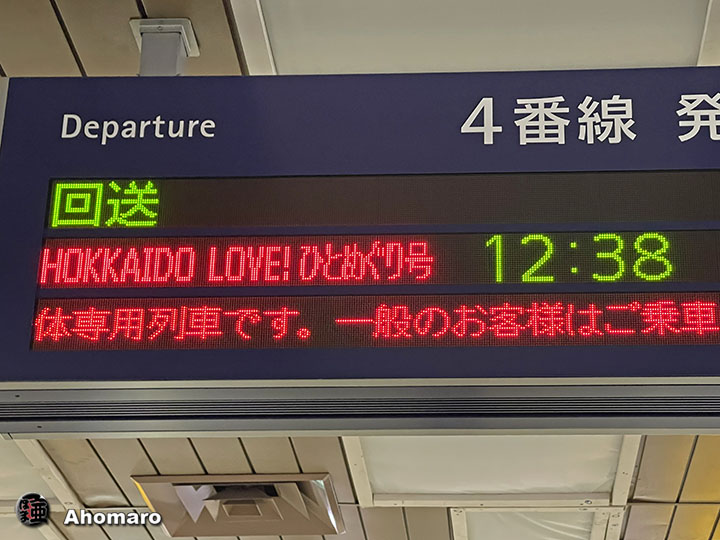 Departure
4番線 発
回送
HOKKAIDO LOVE! ひとめぐり号 12:38
体専用列車です。一般のお客様はご乗車
Ahomaro